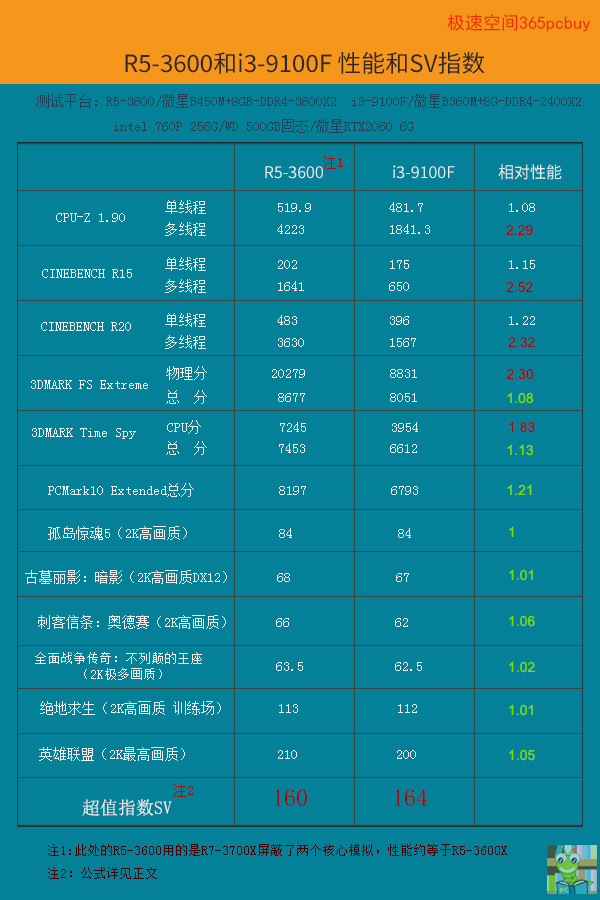 极速空间365pcbuy
R5-3600和i3-9100F 性能和SV指数
测试平台：R5-3600/微星B450M+8GB-DDR4-3600X2 i3-9100F/微星B360M+8G-DDR4-2400X2
intel 760P 256G/WD 500GB固态/微星RTX2060 6G
R5-3600注1 i3-9100F 相对性能
CPU-Z 1.90 单线程 519.9 481.7 1.08
多线程 4223 1841.3 2.29
CINEBENCH R15 单线程 202 175 1.15
多线程 1641 650 2.52
CINEBENCH R20 单线程 483 396 1.22
多线程 3630 1567 2.32
3DMARK FS Extreme 物理分 20279 8831 2.30
总 分 8677 8051 1.08
3DMARK Time Spy CPU分 7245 3954 1.83
总 分 7453 6612 1.13
PCMark10 Extended总分 8197 6793 1.21
孤岛惊魂5（2K高画质） 84 84 1
古墓丽影：暗影（2K高画质DX12） 68 67 1.01
刺客信条：奥德赛（2K高画质） 66 62 1.06
全面战争传奇：不列颠的王座
（2K极多画质） 63.5 62.5 1.02
绝地求生（2K高画质 训练场） 113 112 1.01
英雄联盟（2K最高画质） 210 200 1.05
超值指数SV注2 160 164
注1:此处的R5-3600用的是R7-3700X屏蔽了两个核心模拟，性能约等于R5-3600X
注2：公式详见正文